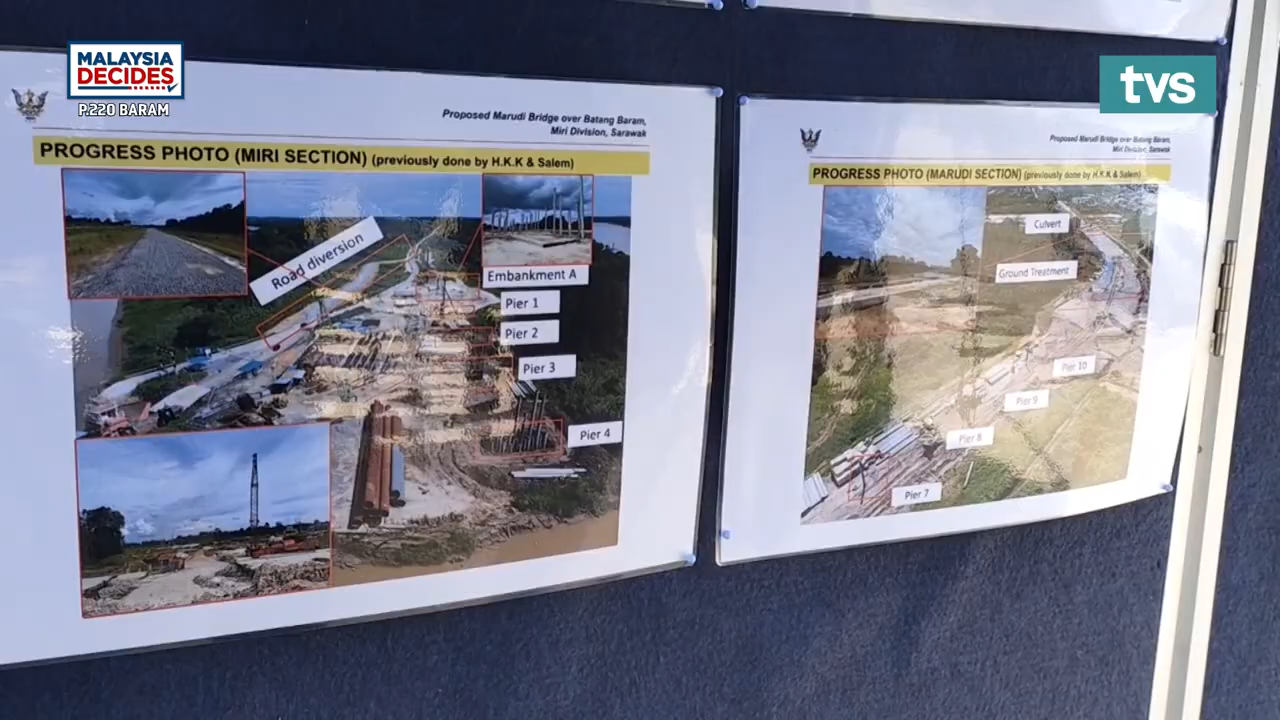 MALAYSIA
DECIDES
P.220 BARAM
tvs
Proposed Marudi Bridge over Batang Baram,
Miri Division, Sarawak
PROGRESS PHOTO (MIRI SECTION) (previously done by H.K.K & Salem)
Road diversion
Embankment A
Pier 1
Pier 2
Pier 3
Pier 4
Proposed Marudi Bridge over Batang Baram,
Miri Division, Sarawak
PROGRESS PHOTO (MARUDI SECTION) (previously done by H.K.K & Salem)
Culvert
Ground Treatment
Pier 10
Pier 9
Pier 8
Pier 7